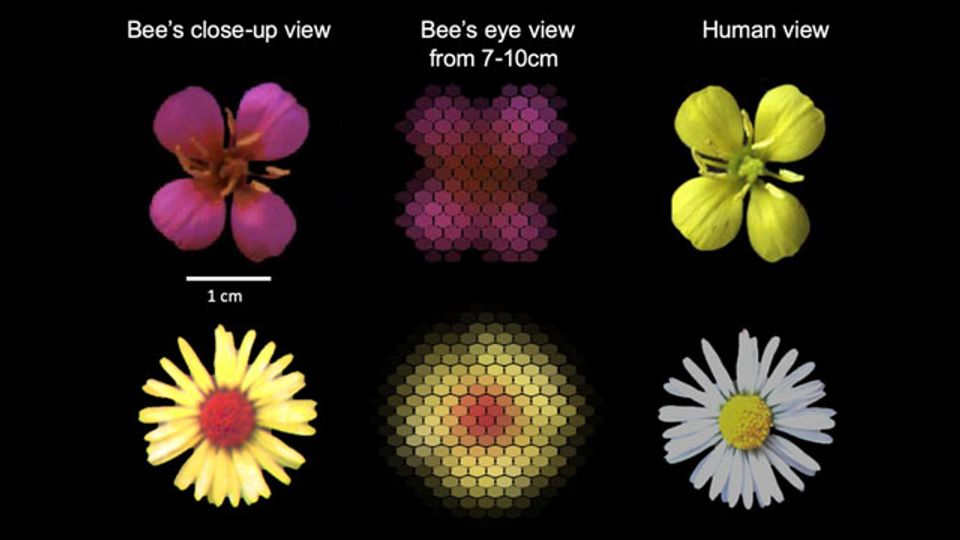 Bee’s close-up view
Bee’s eye view
from 7-10cm
Human view
1 cm